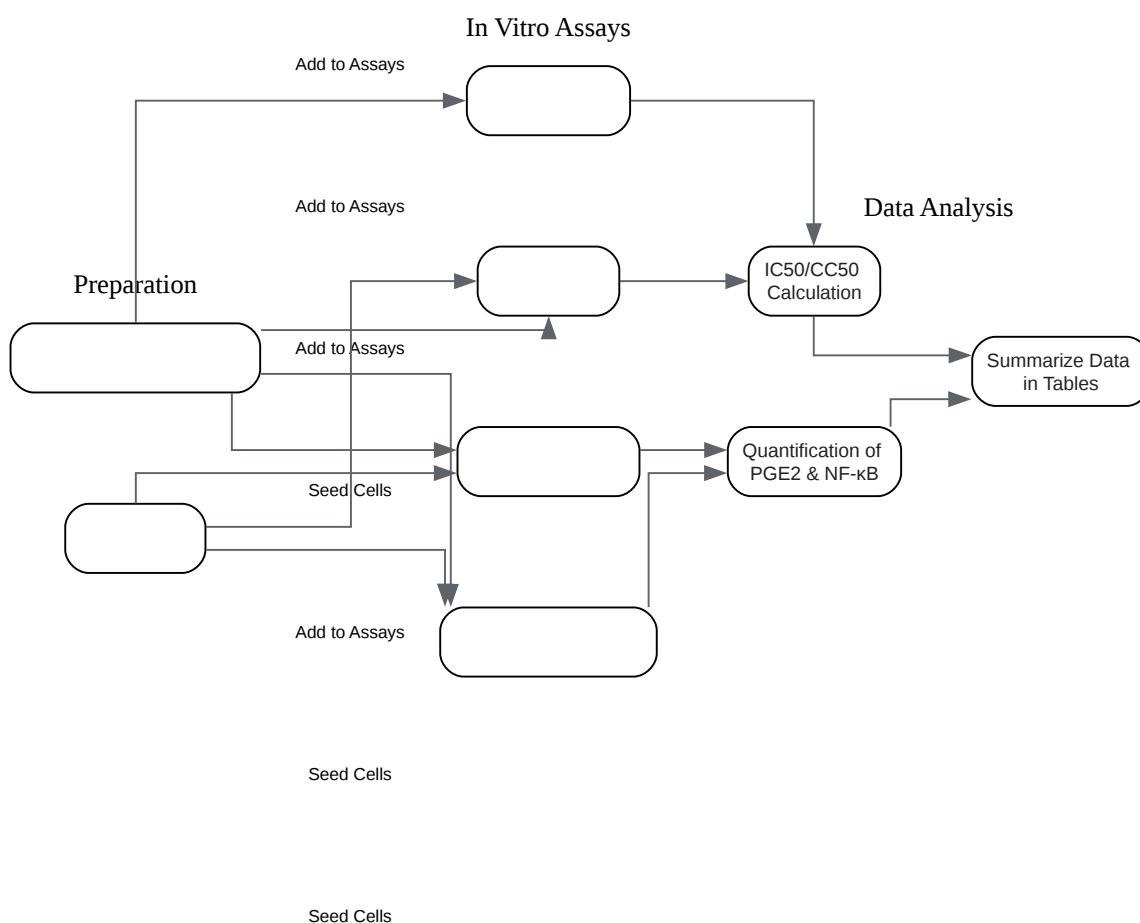 In Vitro Assays
Add to Assays
Add to Assays
Data Analysis
IC50/CC50
Calculation
Preparation
Add to Assays
Summarize Data
in Tables
Quantification of
PGE2 & NF-κB
Seed Cells
Add to Assays
Seed Cells
Seed Cells